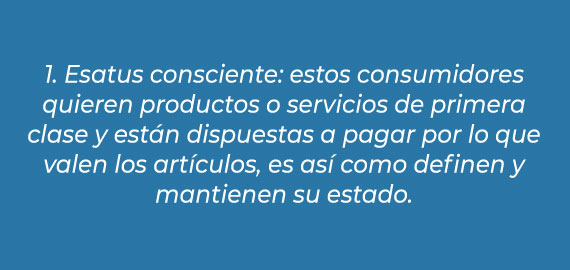 1. Esatus consciente: estos consumidores
quieren productos o servicios de primera
clase y están dispuestas a pagar por lo que
valen los artículos, es así como definen y
mantienen su estado.